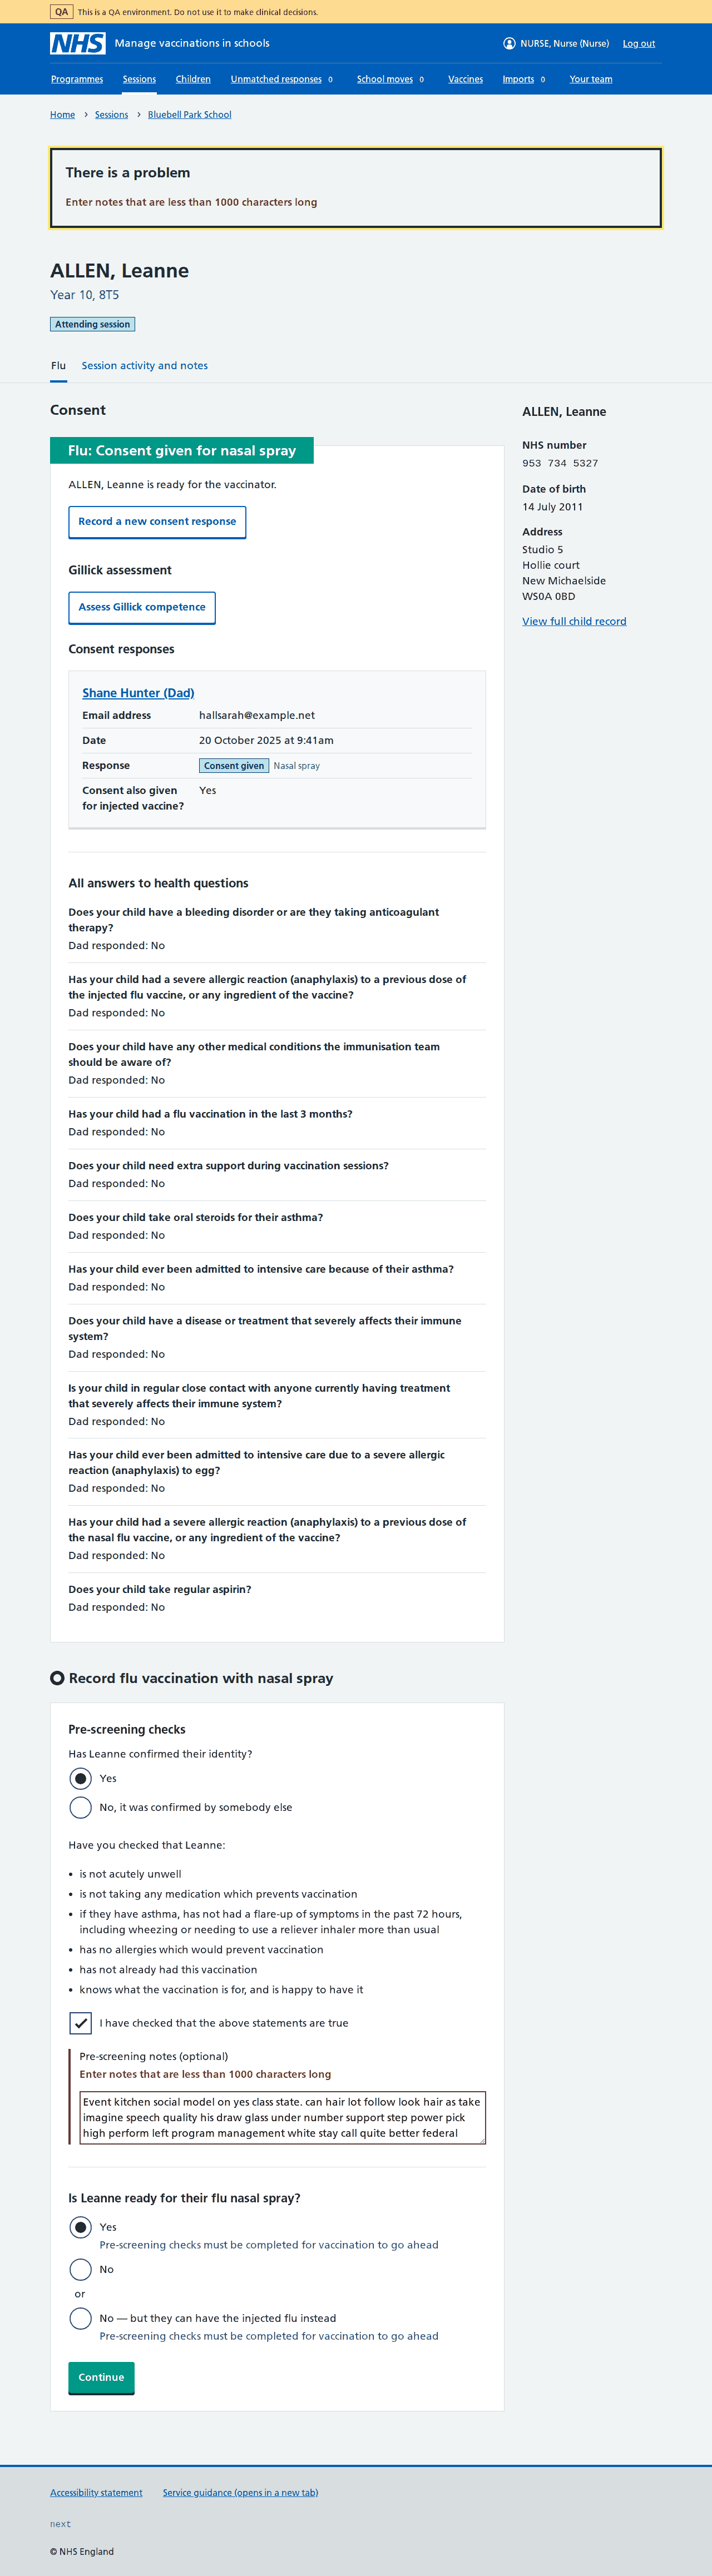 QA This is a QA environment. Do not use it to make clinical decisions.
NHS Manage vaccinations in schools NURSE, Nurse (Nurse) Log out
Programmes Sessions Children Unmatched responses 0 School moves 0 Vaccines Imports 0 Your team
Home Sessions Bluebell Park School
There is a problem
Enter notes that are less than 1000 characters long
ALLEN, Leanne
Year 10, 8T5
Attending session
Flu Session activity and notes
Consent
Flu: Consent given for nasal spray
ALLEN, Leanne is ready for the vaccinator.
Record a new consent response
Gillick assessment
Assess Gillick competence
Consent responses
Shane Hunter (Dad)
Email address hallsarah@example.net
Date 20 October 2025 at 9:41am
Response Consent given Nasal spray
Consent also given Yes
for injected vaccine?
All answers to health questions
Does your child have a bleeding disorder or are they taking anticoagulant
therapy?
Dad responded: No
Has your child had a severe allergic reaction (anaphylaxis) to a previous dose of
the injected flu vaccine, or any ingredient of the vaccine?
Dad responded: No
Does your child have any other medical conditions the immunisation team
should be aware of?
Dad responded: No
Has your child had a flu vaccination in the last 3 months?
Dad responded: No
Does your child need extra support during vaccination sessions?
Dad responded: No
Does your child take oral steroids for their asthma?
Dad responded: No
Has your child ever been admitted to intensive care because of their asthma?
Dad responded: No
Does your child have a disease or treatment that severely affects their immune
system?
Dad responded: No
Is your child in regular close contact with anyone currently having treatment
that severely affects their immune system?
Dad responded: No
Has your child ever been admitted to intensive care due to a severe allergic
reaction (anaphylaxis) to egg?
Dad responded: No
Has your child had a severe allergic reaction (anaphylaxis) to a previous dose of
the nasal flu vaccine, or any ingredient of the vaccine?
Dad responded: No
Does your child take regular aspirin?
Dad responded: No
ALLEN, Leanne
NHS number
953 734 5327
Date of birth
14 July 2011
Address
Studio 5
Hollie court
New Michaelside
WS0A 0BD
View full child record
Record flu vaccination with nasal spray
Pre-screening checks
Has Leanne confirmed their identity?
Yes
No, it was confirmed by somebody else
Have you checked that Leanne:
• is not acutely unwell
• is not taking any medication which prevents vaccination
• if they have asthma, has not had a flare-up of symptoms in the past 72 hours,
including wheezing or needing to use a reliever inhaler more than usual
• has no allergies which would prevent vaccination
• has not already had this vaccination
• knows what the vaccination is for, and is happy to have it
I have checked that the above statements are true
Pre-screening notes (optional)
Enter notes that are less than 1000 characters long
Event kitchen social model on yes class state. can hair lot follow look hair as take
imagine speech quality his draw glass under number support step power pick
high perform left program management white stay call quite better federal
Is Leanne ready for their flu nasal spray?
Yes
Pre-screening checks must be completed for vaccination to go ahead
No
or
No — but they can have the injected flu instead
Pre-screening checks must be completed for vaccination to go ahead
Continue
Accessibility statement Service guidance (opens in a new tab)
next
© NHS England